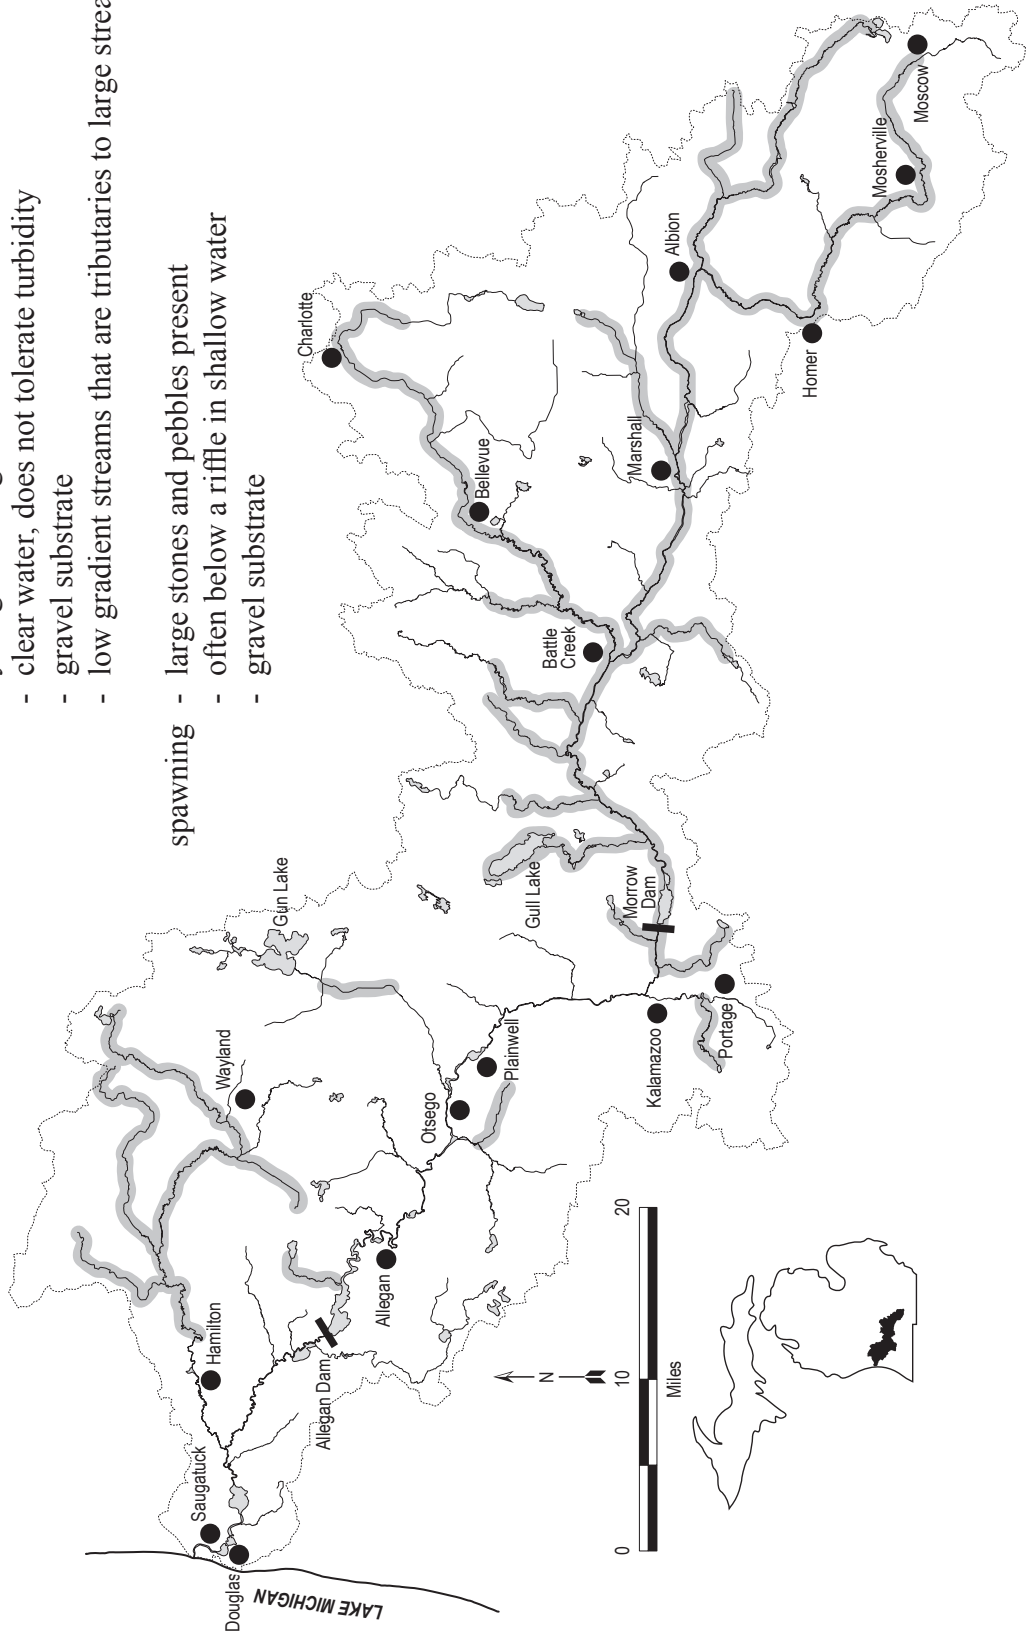 - clear water, does not tolerate turbidity
- gravel substrate
- low gradient streams that are tributaries to large
spawning - large stones and pebbles present
- often below a riffle in shallow water
- gravel substrate
Charlotte
Bellevue
Battle
Creek
Marshall
Albion
Homer
Mosherville
Moscow
Gun Lake
Gull Lake
Morrow
Dam
Wayland
Plainwell
Otsego
Kalamazoo
Portage
Hamilton
Allegan
Allegan Dam
Saugatuck
Douglas
LAKE MICHIGAN
N
0 10 20
Miles